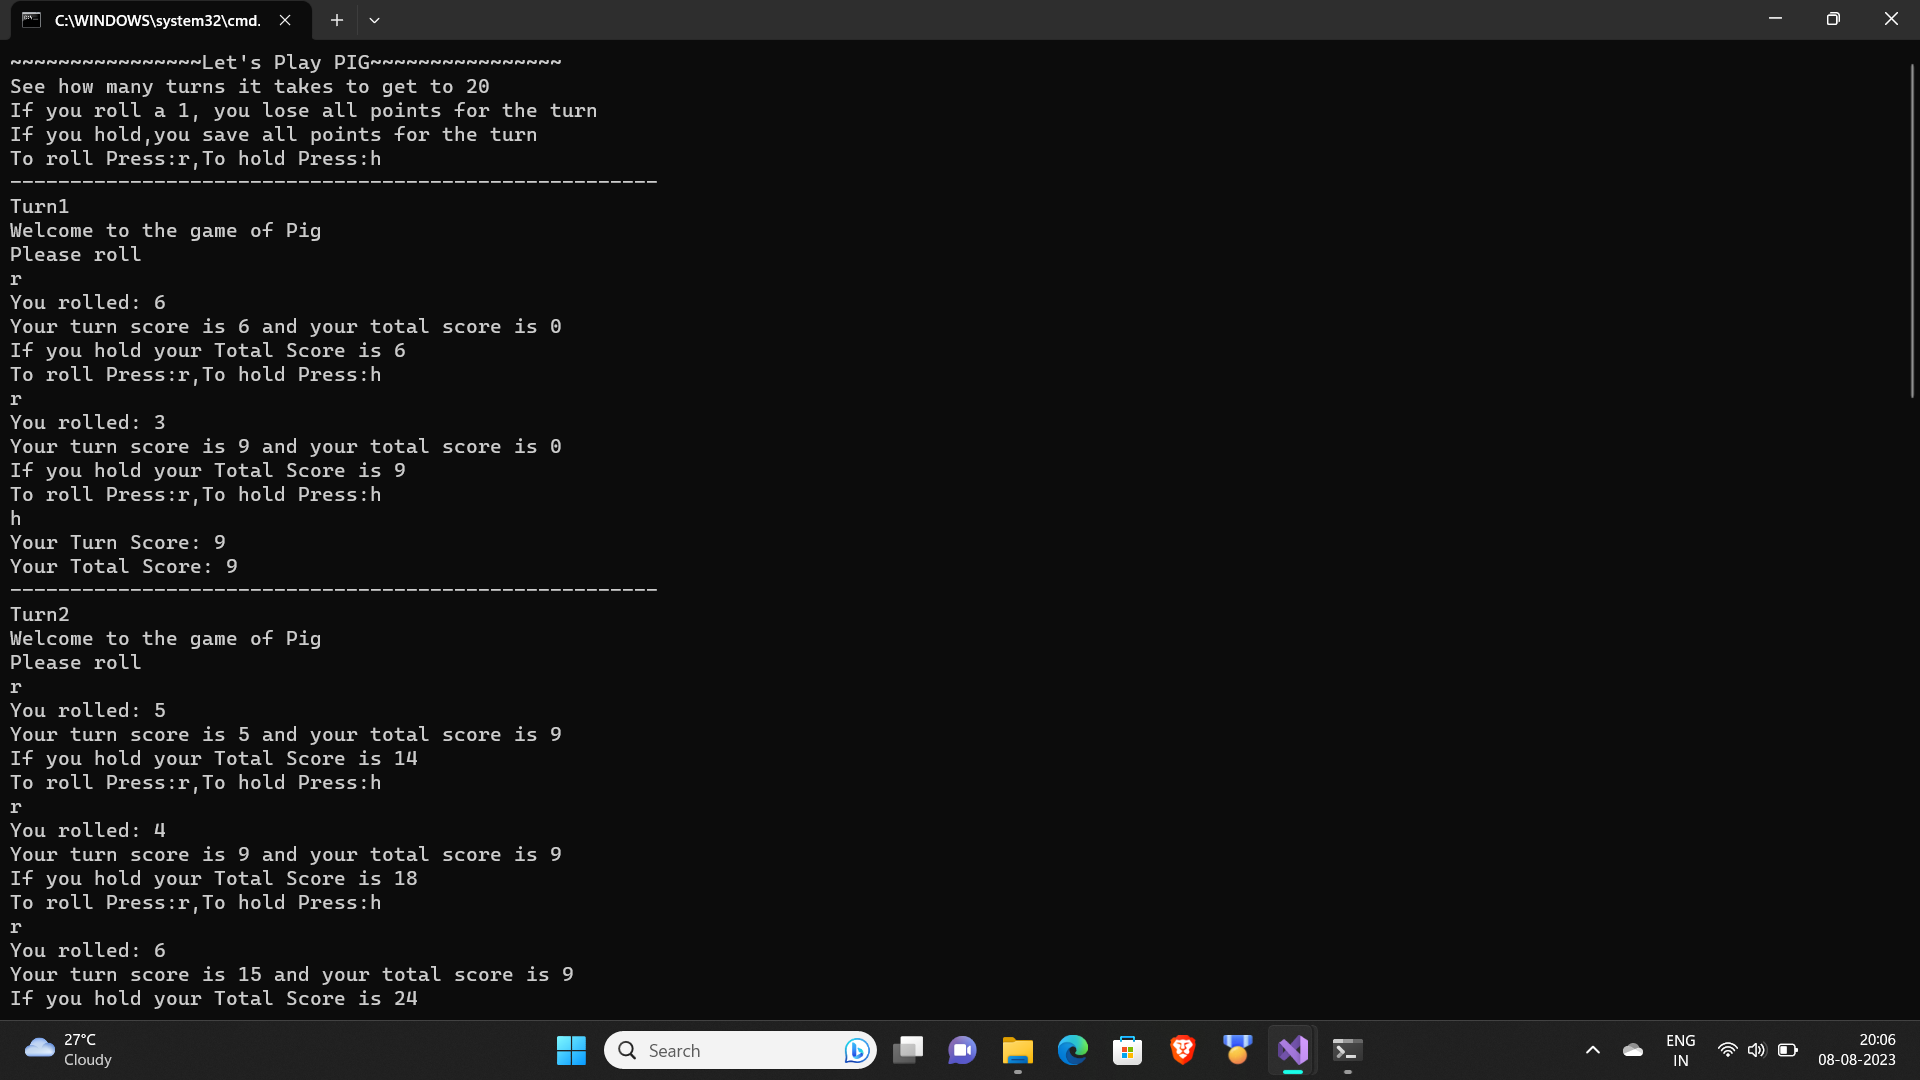 C:\WINDOWS\system32\cmd.
~~~~~~~~~~~~~~~~Let's Play PIG~~~~~~~~~~~~~~~~
See how many turns it takes to get to 20
If you roll a 1, you lose all points for the turn
If you hold,you save all points for the turn
To roll Press:r,To hold Press:h
------------------------------------------------------
Turn1
Welcome to the game of Pig
Please roll
r
You rolled: 6
Your turn score is 6 and your total score is 0
If you hold your Total Score is 6
To roll Press:r,To hold Press:h
r
You rolled: 3
Your turn score is 9 and your total score is 0
If you hold your Total Score is 9
To roll Press:r,To hold Press:h
h
Your Turn Score: 9
Your Total Score: 9
------------------------------------------------------
Turn2
Welcome to the game of Pig
Please roll
r
You rolled: 5
Your turn score is 5 and your total score is 9
If you hold your Total Score is 14
To roll Press:r,To hold Press:h
r
You rolled: 4
Your turn score is 9 and your total score is 9
If you hold your Total Score is 18
To roll Press:r,To hold Press:h
r
You rolled: 6
Your turn score is 15 and your total score is 9
If you hold your Total Score is 24
27°C
Cloudy
Search
ENG
IN
20:06
08-08-2023